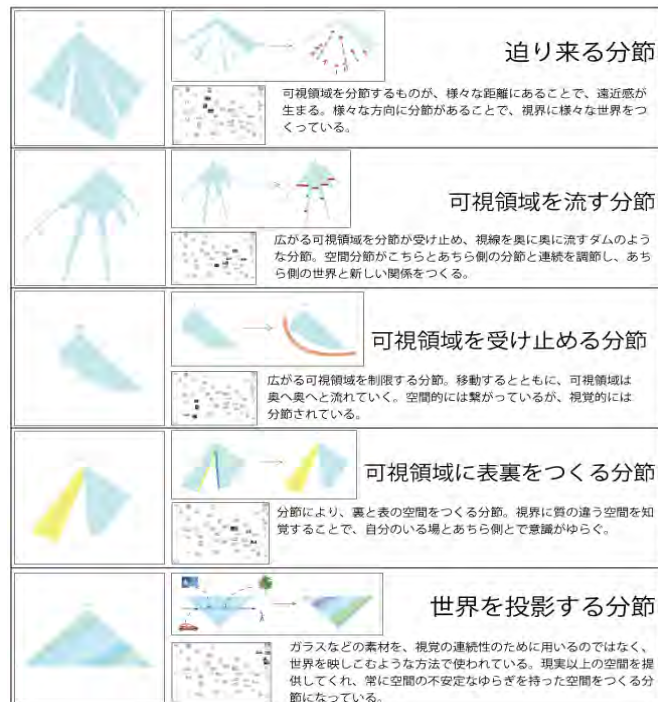 迫り来る分節
可視領域を分節するものが、様々な距離にあることで、遠近感が
生まる。様々な方向に分節があることで、視界に様々な世界をつ
くっている。
可視領域を流す分節
広がる可視領域を分節が受け止め、視線を奥に奥に流すダムのよう
な分節。空間分節がこちらとあちら側の分節と連続を調節し、あち
ら側の世界と新しい関係をつくる。
可視領域を受け止める分節
広がる可視領域を制限する分節。移動するとともに、可視領域は
奥へ奥へと流れていく。空間的には繋がっているが、視覚的には
分節されている。
可視領域に表裏をつくる分節
分節により、裏と表の空間をつくる分節。視界に質の違う空間を知
覚することで、自分のいる場とあちら側とで意識がゆらぐ。
世界を投影する分節
ガラスなどの素材を、視覚の連続性のために用いるのではなく、
世界を映しこむような方法で使われている。現実以上の空間を提
供してくれ、常に空間の不安定なゆらぎを持った空間をつくる分
節になっている。